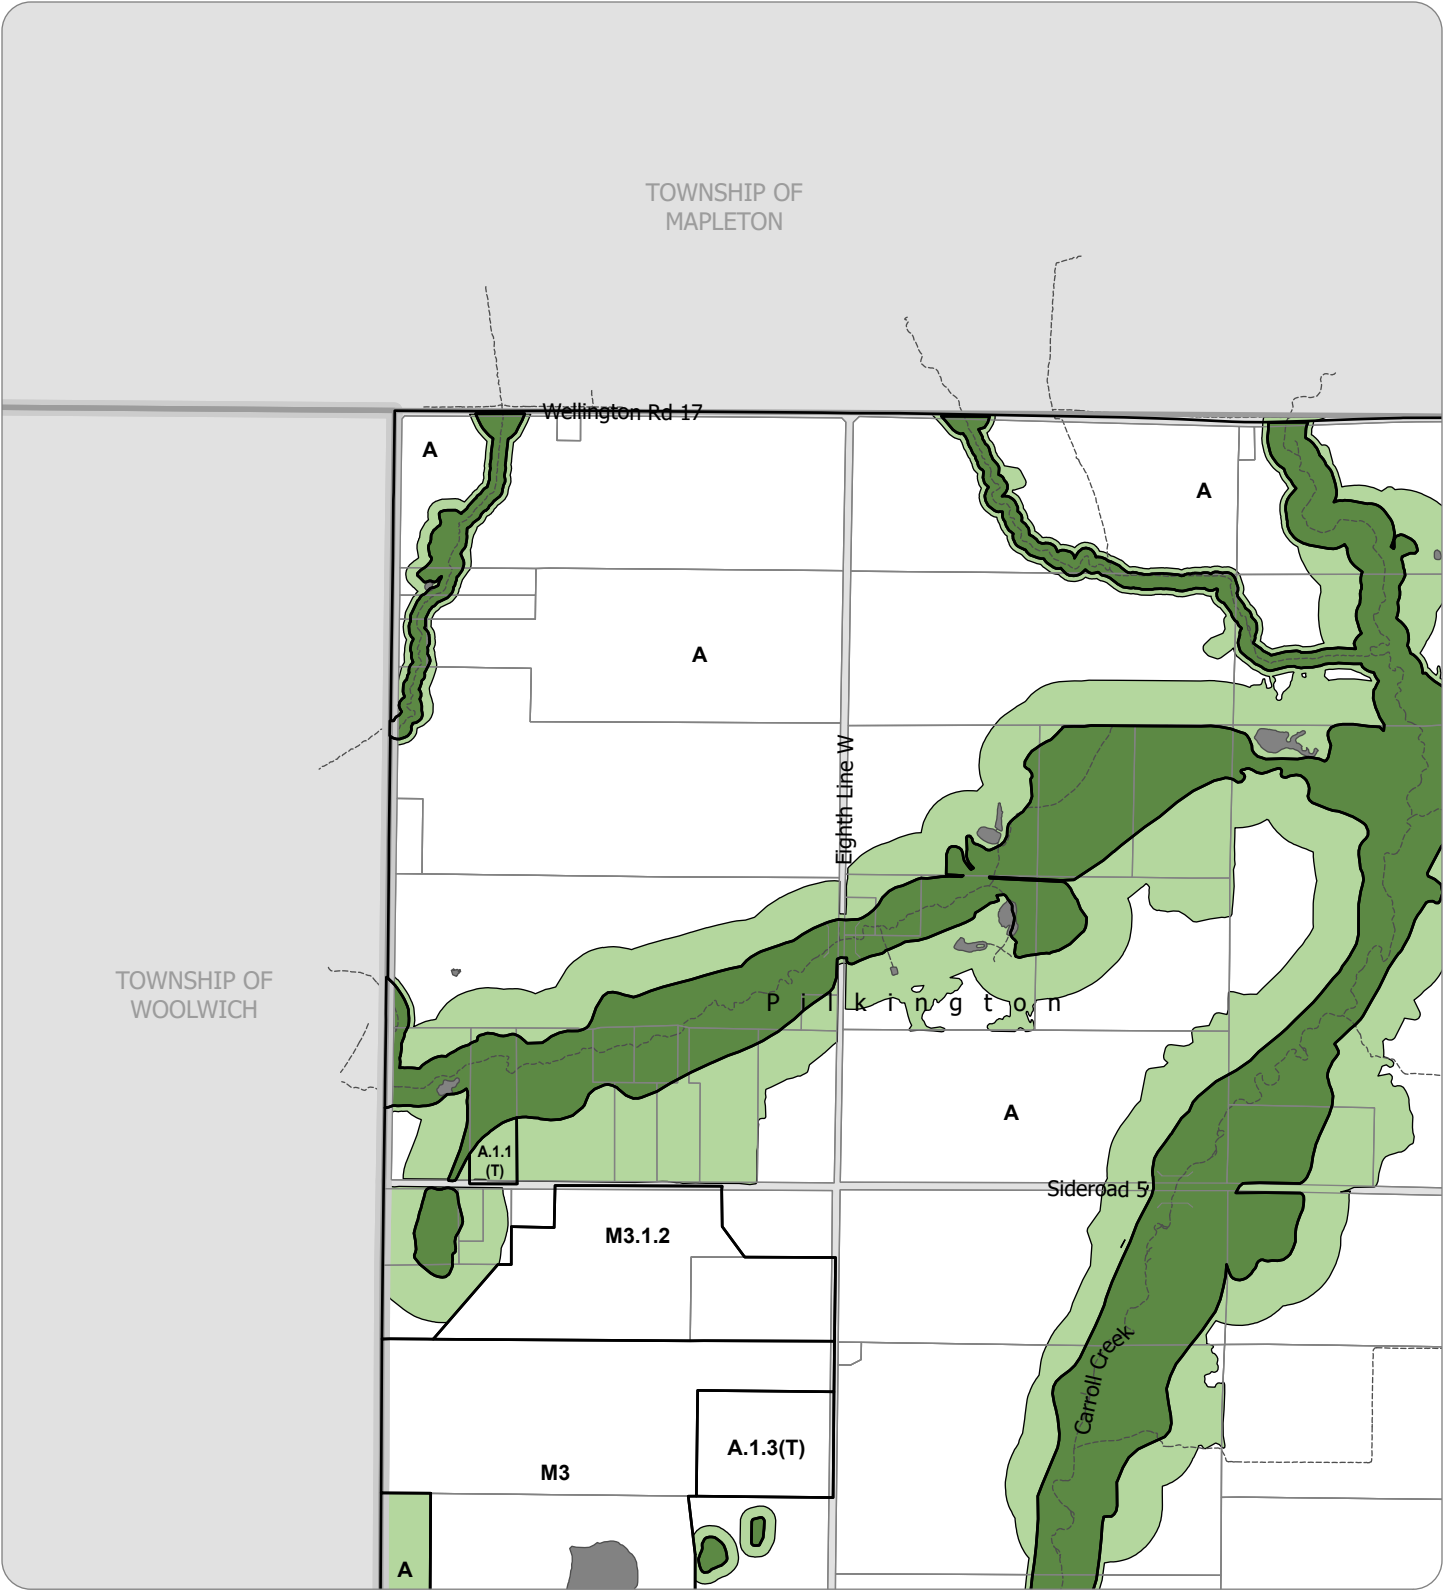 TOWNSHIP OF
MAPLETON
Wellington Rd 17
A
A
A
Eighth Line W
TOWNSHIP OF
WOOLWICH
Pilkington
A
A.1.1
(T)
Sideroad 5
M3.1.2
Carroll Creek
A.1.3(T)
M3
A